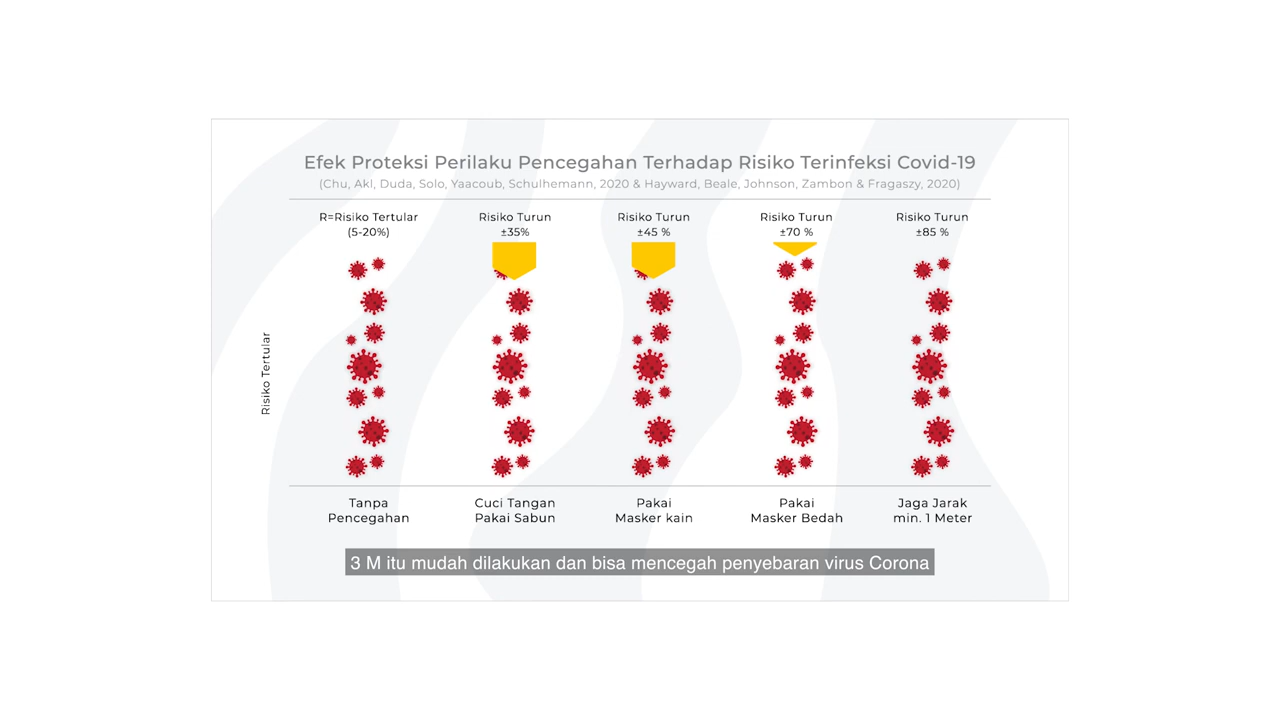 Efek Proteksi Perilaku Pencegahan Terhadap Risiko Terinfeksi Covid-19
(Chu, Akl, Duda, Solo, Yaacoub, Schulhemann, 2020 & Hayward, Beale, Johnson, Zambon & Fragaszy, 2020)
R=Risiko Tertular
(5-20%)
Risiko Turun
±35%
Risiko Turun
±45 %
Risiko Turun
±70 %
Risiko Turun
±85 %
Risiko Tertular
Tanpa
Pencegahan
Cuci Tangan
Pakai Sabun
Pakai
Masker kain
Pakai
Masker Bedah
Jaga Jarak
min. 1 Meter
3 M itu mudah dilakukan dan bisa mencegah penyebaran virus Corona